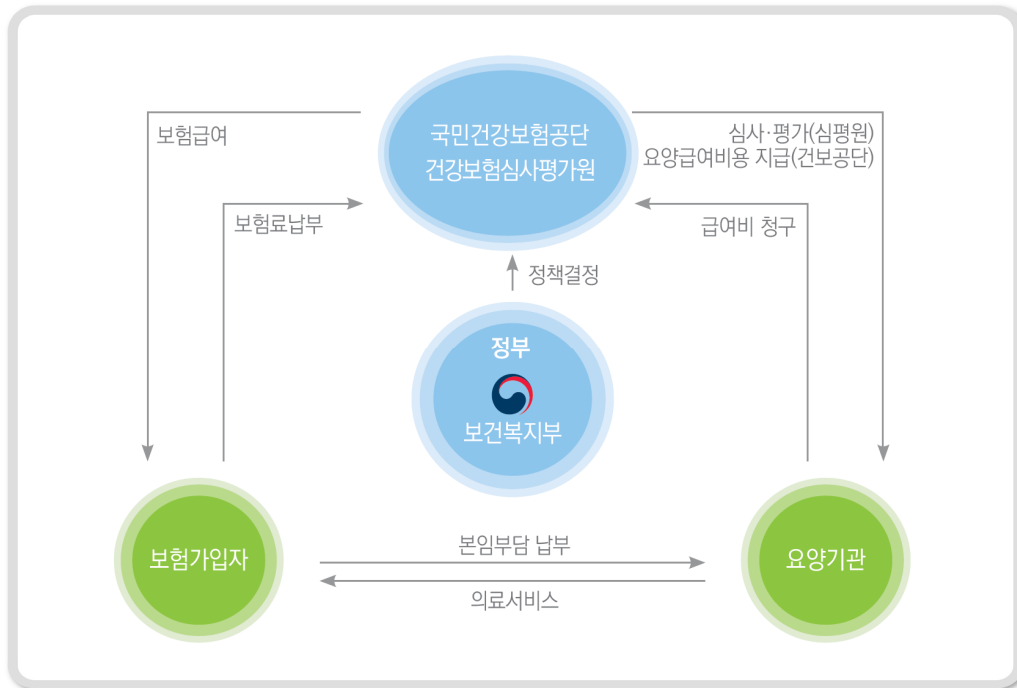 국민건강보험공단
건강보험심사평가원
보험급여
심사·평가(심평원)
요양급여비용 지급(건보공단)
보험료납부
급여비 청구
정책결정
정부
보건복지부
보험가입자
본임부담 납부
의료서비스
요양기관